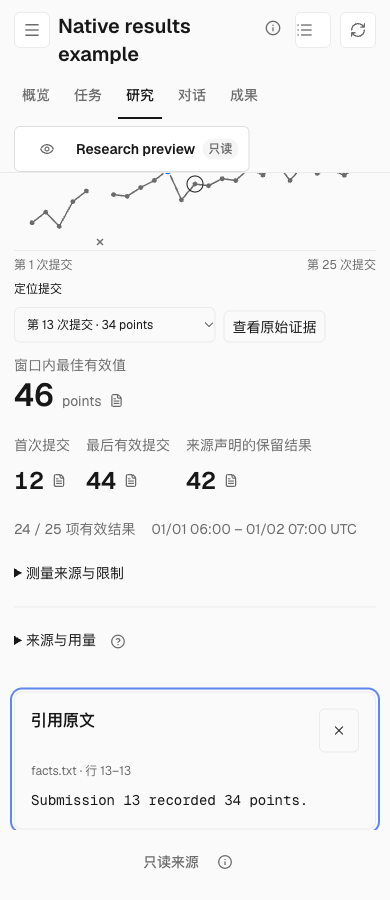 Native results
example
概览 任务 研究 对话 成果
Research preview 只读
第 1 次提交 第 25 次提交
定位提交
第 13 次提交 · 34 points 查看原始证据
窗口内最佳有效值
46 points
首次提交 最后有效提交 来源声明的保留结果
12 44 42
24 / 25 项有效结果 01/01 06:00 – 01/02 07:00 UTC
测量来源与限制
来源与用量
引用原文
facts.txt · 行 13–13
Submission 13 recorded 34 points.
只读来源